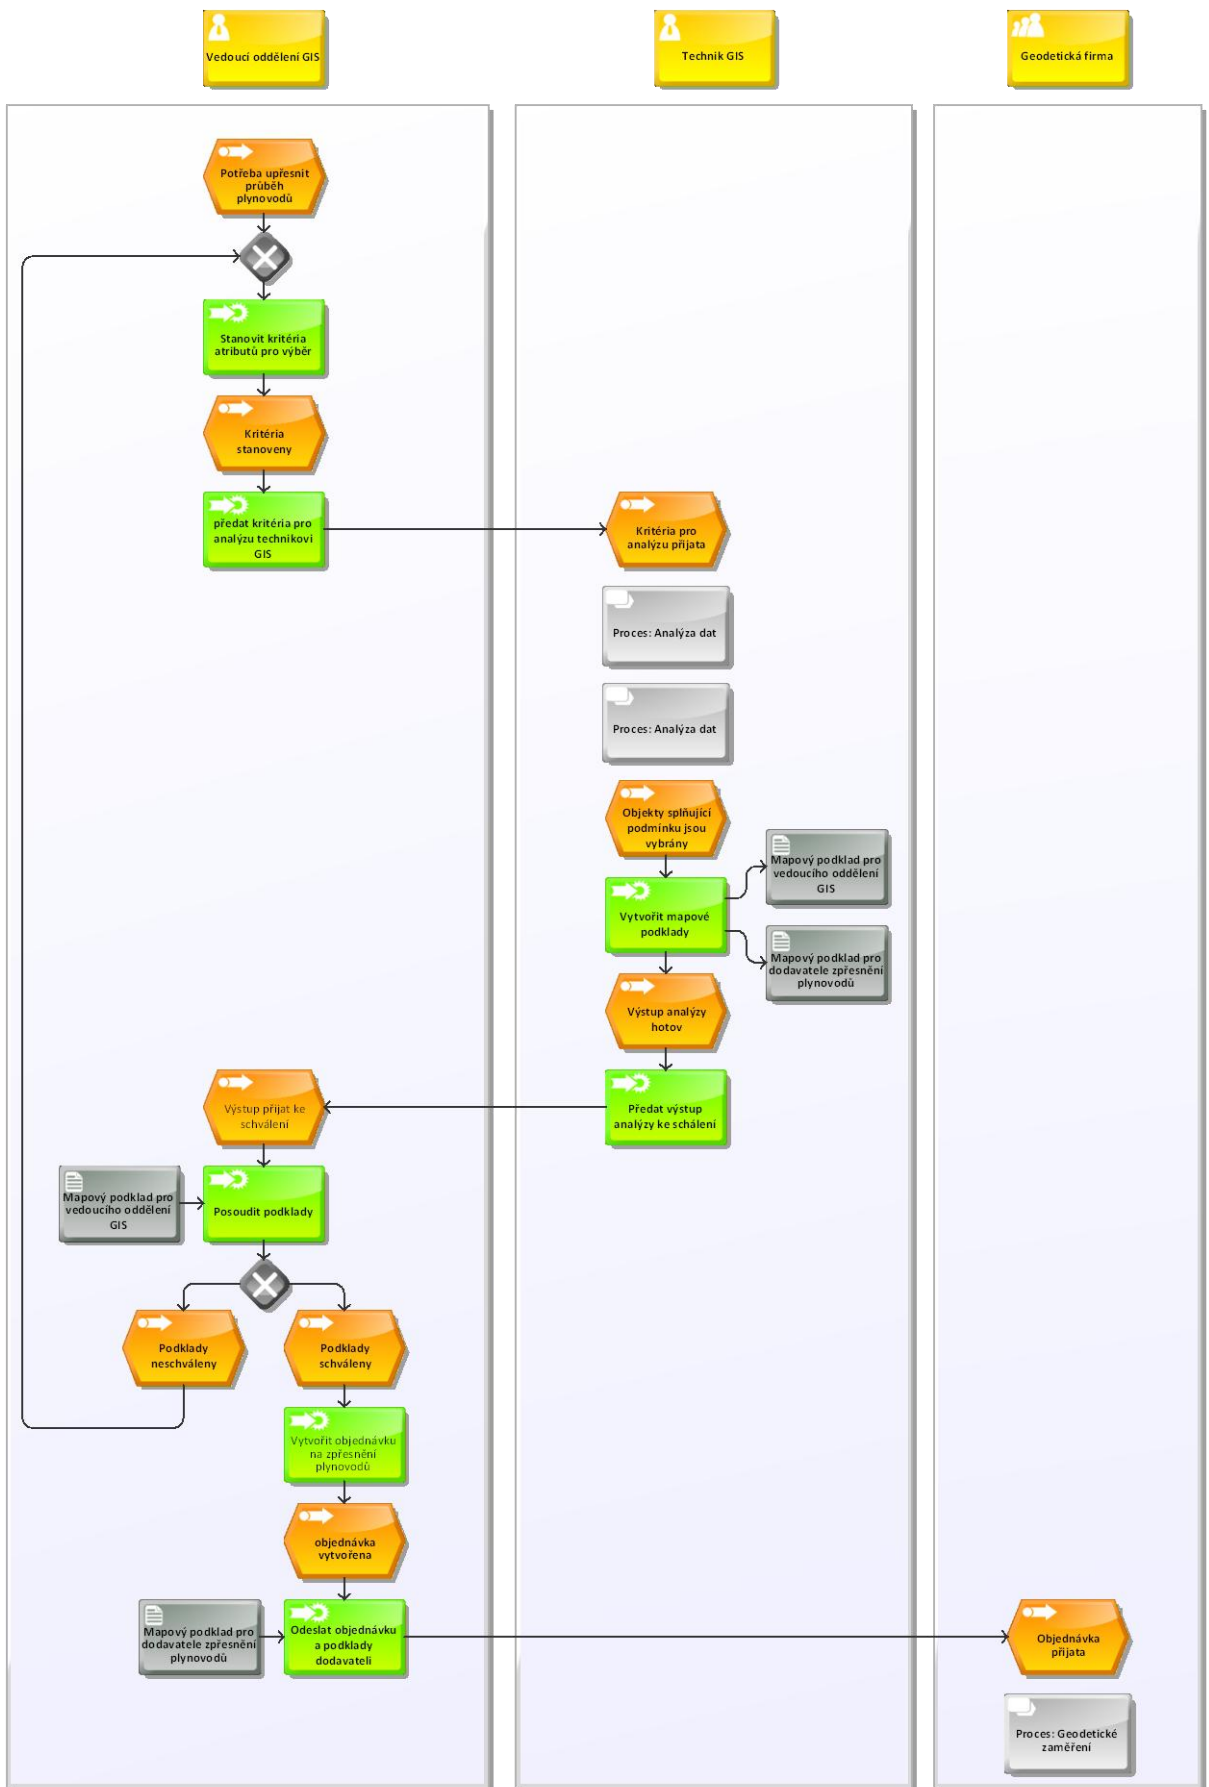 Vedoucí oddělení GIS
Technik GIS
Geodetická firma
Potřeba upřesnit
průběh
plynovodů
Stanovit kritéria
atributů pro výběr
Kritéria
stanoveny
předat kritéria pro
analýzu technikovi
GIS
Kritéria pro
analýzu přijata
Proces: Analýza dat
Proces: Analýza dat
Objekty splňující
podmínku jsou
vybrány
Mapový podklad pro
vedoucího oddělení
GIS
Vytvořit mapové
podklady
Mapový podklad pro
dodavatele zpřesnění
plynovodů
Výstup analýzy
hotov
Předat výstup
analýzy ke schálení
Výstup přijat ke
schválení
Mapový podklad pro
vedoucího oddělení
GIS
Posoudit podklady
Podklady
neschváleny
Podklady
schváleny
Vytvořit objednávku
na zpřesnění
plynovodů
objednávka
vytvořena
Mapový podklad pro
dodavatele zpřesnění
plynovodů
Odeslat objednávku
a podklady
dodavateli
Objednávka
přijata
Proces: Geodetické
zaměření